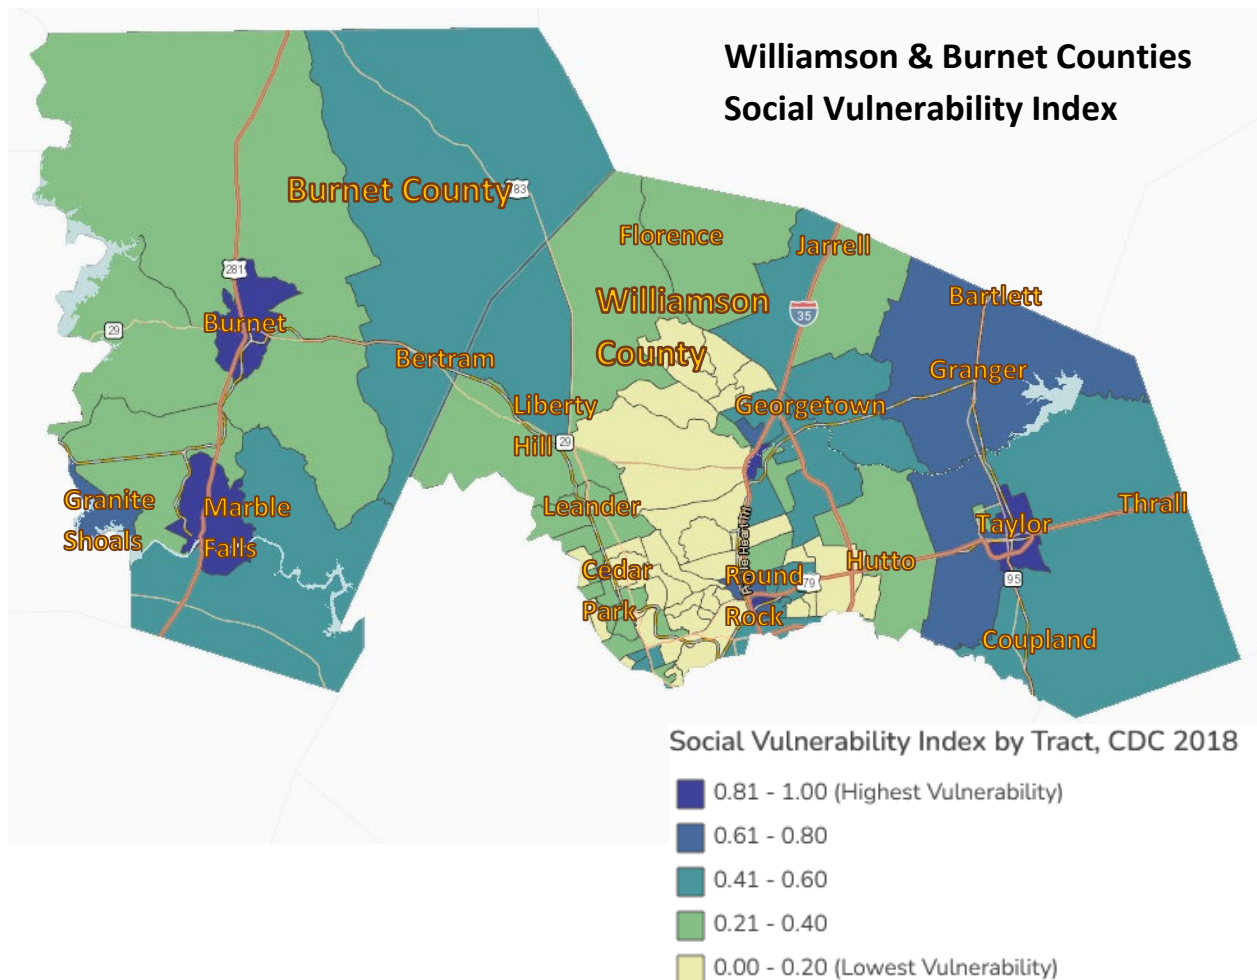 Williamson & Burnet Counties
Social Vulnerability Index
Burnet County
183
Florence
Jarrell
Williamson
County
35
Bartlett
281
Burnet
29
Bertram
Granger
Liberty
Hill
29
Georgetown
Granite
Shoals
Marble
Falls
Leander
Taylor
Thrall
Cedar
Park
Round
Rock
79
Hutto
95
Coupland
Social Vulnerability Index by Tract, CDC 2018
0.81 - 1.00 (Highest Vulnerability)
0.61 - 0.80
0.41 - 0.60
0.21 - 0.40
0.00 - 0.20 (Lowest Vulnerability)